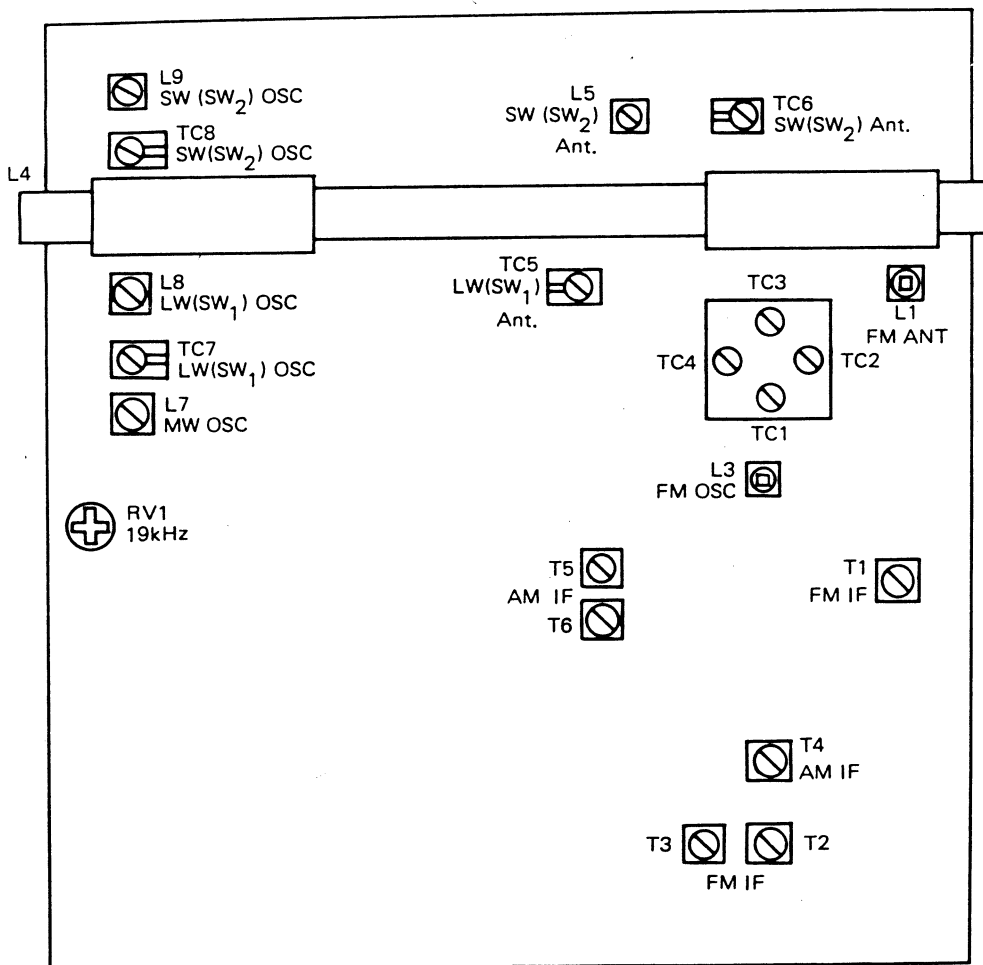 L9
SW (SW2) OSC
TC8
SW(SW2) OSC
L5
SW (SW2)
Ant.
TC6
SW(SW2) Ant.
L4
L8
LW(SW1) OSC
TC7
LW(SW1) OSC
L7
MW OSC
TC5
LW(SW1)
Ant.
TC3
TC4
TC2
TC1
L1
FM ANT
L3
FM OSC
RV1
19kHz
T5
AM IF
T6
T1
FM IF
T4
AM IF
T3
T2
FM IF